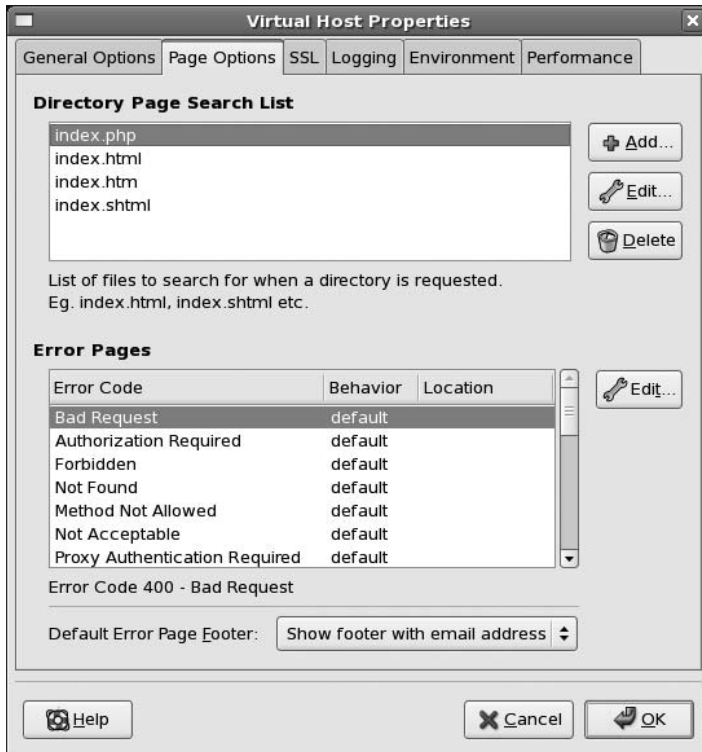 Virtual Host Properties
General Options Page Options SSL Logging Environment Performance
Directory Page Search List
index.php
index.html
index.htm
index.shtml
Add...
Edit...
Delete
List of files to search for when a directory is requested.
Eg. index.html, index.shtml etc.
Error Pages
Error Code Behavior Location
Bad Request default
Authorization Required default
Forbidden default
Not Found default
Method Not Allowed default
Not Acceptable default
Proxy Authentication Required default
Edit...
Error Code 400 - Bad Request
Default Error Page Footer: Show footer with email address
Help Cancel OK